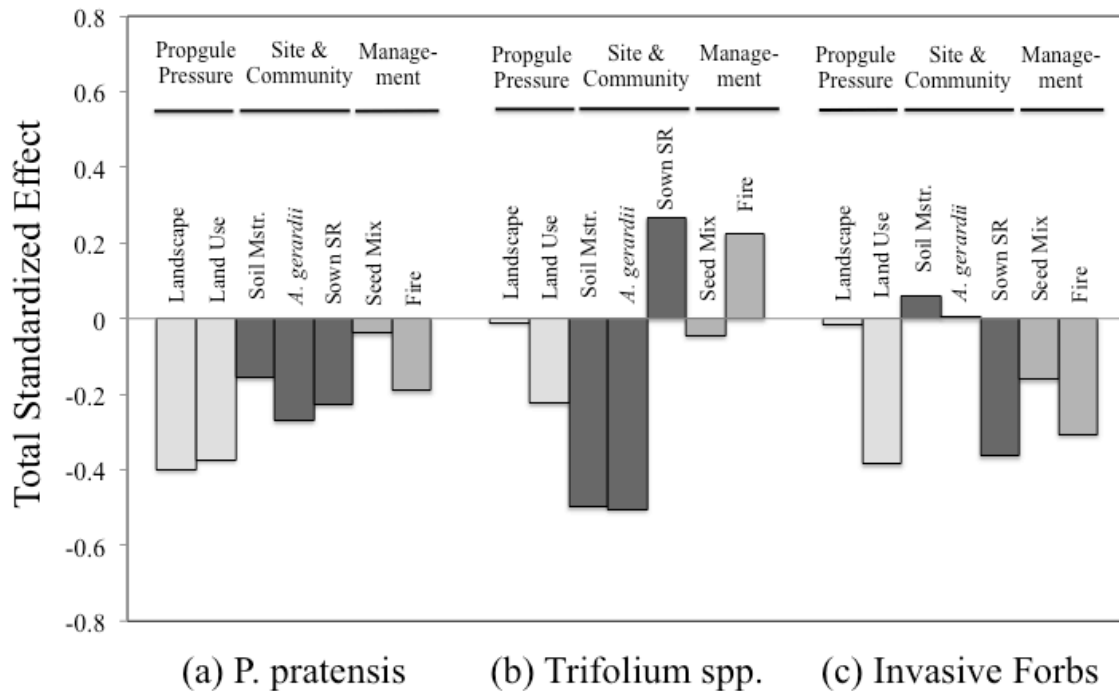 Total Standardized Effect
0.8
0.6
0.4
0.2
0
-0.2
-0.4
-0.6
-0.8
Propgule
Pressure
Site &
Community
Manage-
ment
Landscape
Land Use
Soil Mstr.
A. gerardii
Sown SR
Seed Mix
Fire
(a) P. pratensis
Propgule
Pressure
Site &
Community
Manage-
ment
Landscape
Land Use
Soil Mstr.
A. gerardii
Sown SR
Seed Mix
Fire
(b) Trifolium spp.
Propgule
Pressure
Site &
Community
Manage-
ment
Landscape
Land Use
Soil Mstr.
A. gerardii
Sown SR
Seed Mix
Fire
(c) Invasive Forbs